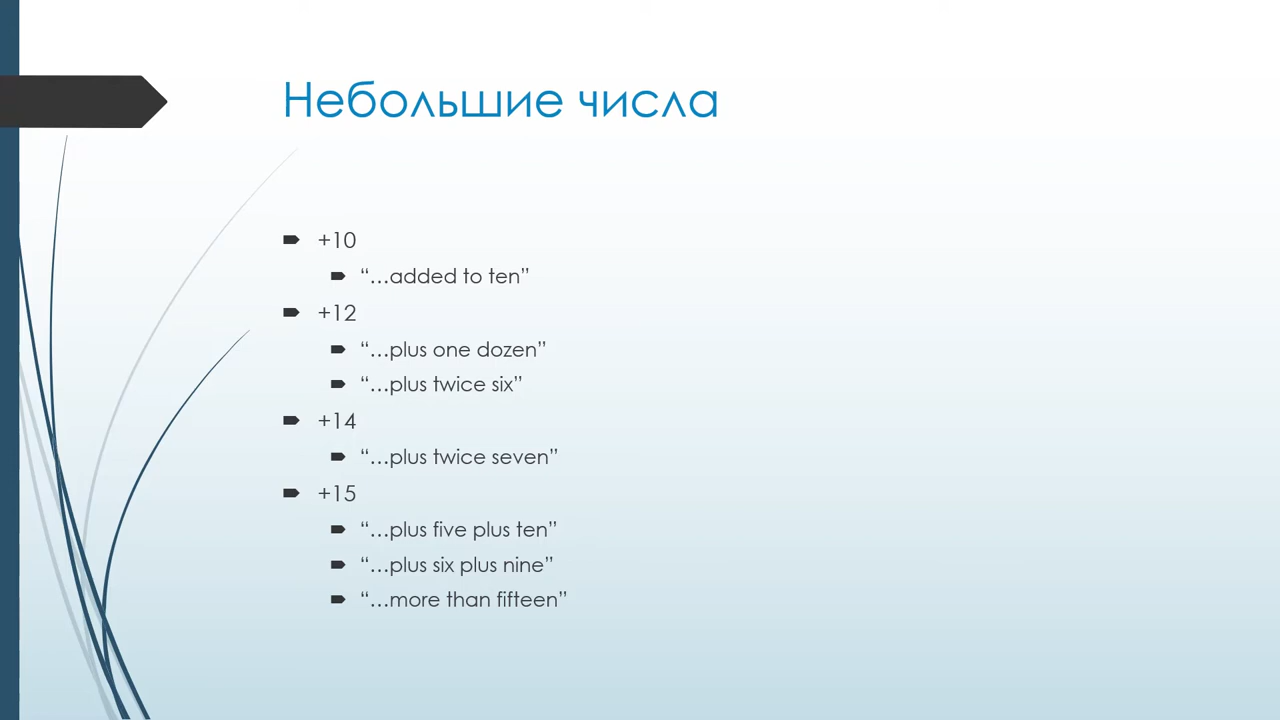 Небольшие числа
+10
“…added to ten”
+12
“…plus one dozen”
“…plus twice six”
+14
“…plus twice seven”
+15
“…plus five plus ten”
“…plus six plus nine”
“…more than fifteen”